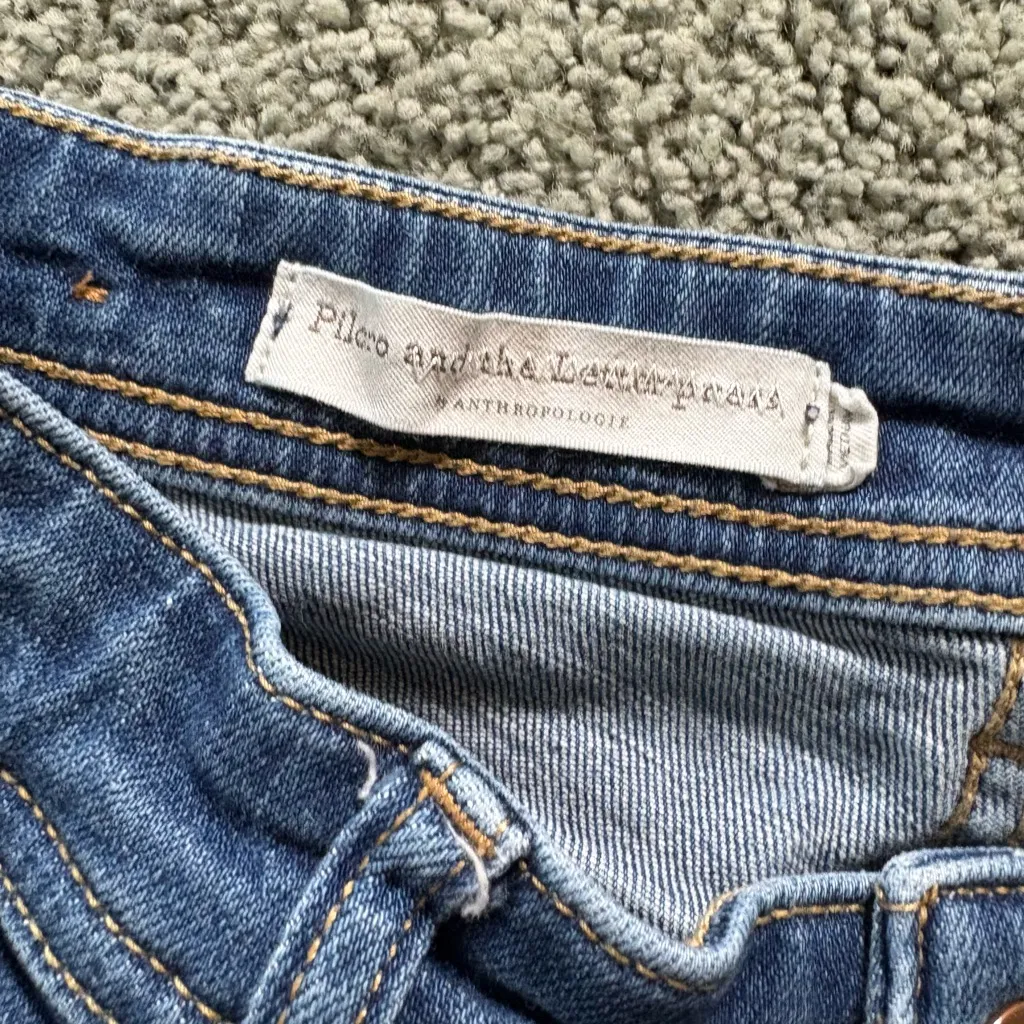 Pilcro and the Letterpress
ANTHROPOLOGIE